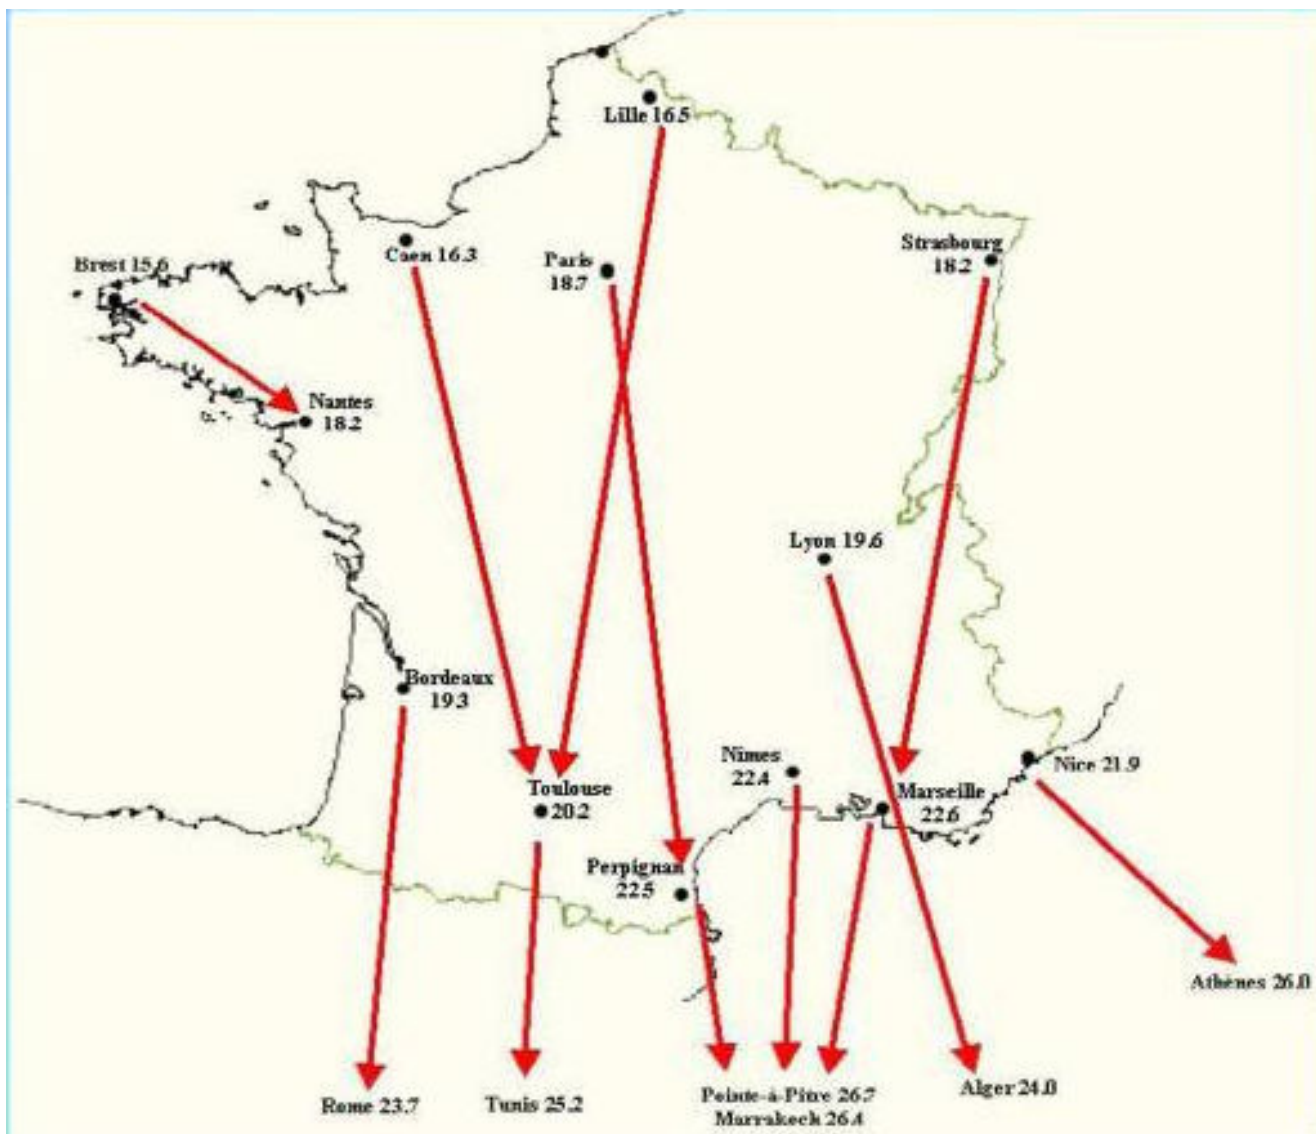 Lille 16.5
Caen 16.3
Paris
18.7
Strasbourg
18.2
Brest 15.6
Nantes
18.2
Lyon 19.6
Bordeaux
19.3
Nimes
22.4
Nice 21.9
Toulouse
20.2
Marseille
22.6
Perpignan
22.5
Athènes 26.0
Rome 23.7
Tunis 25.2
Pointe-à-Pitre 26.7
Marrakech 26.4
Alger 24.0